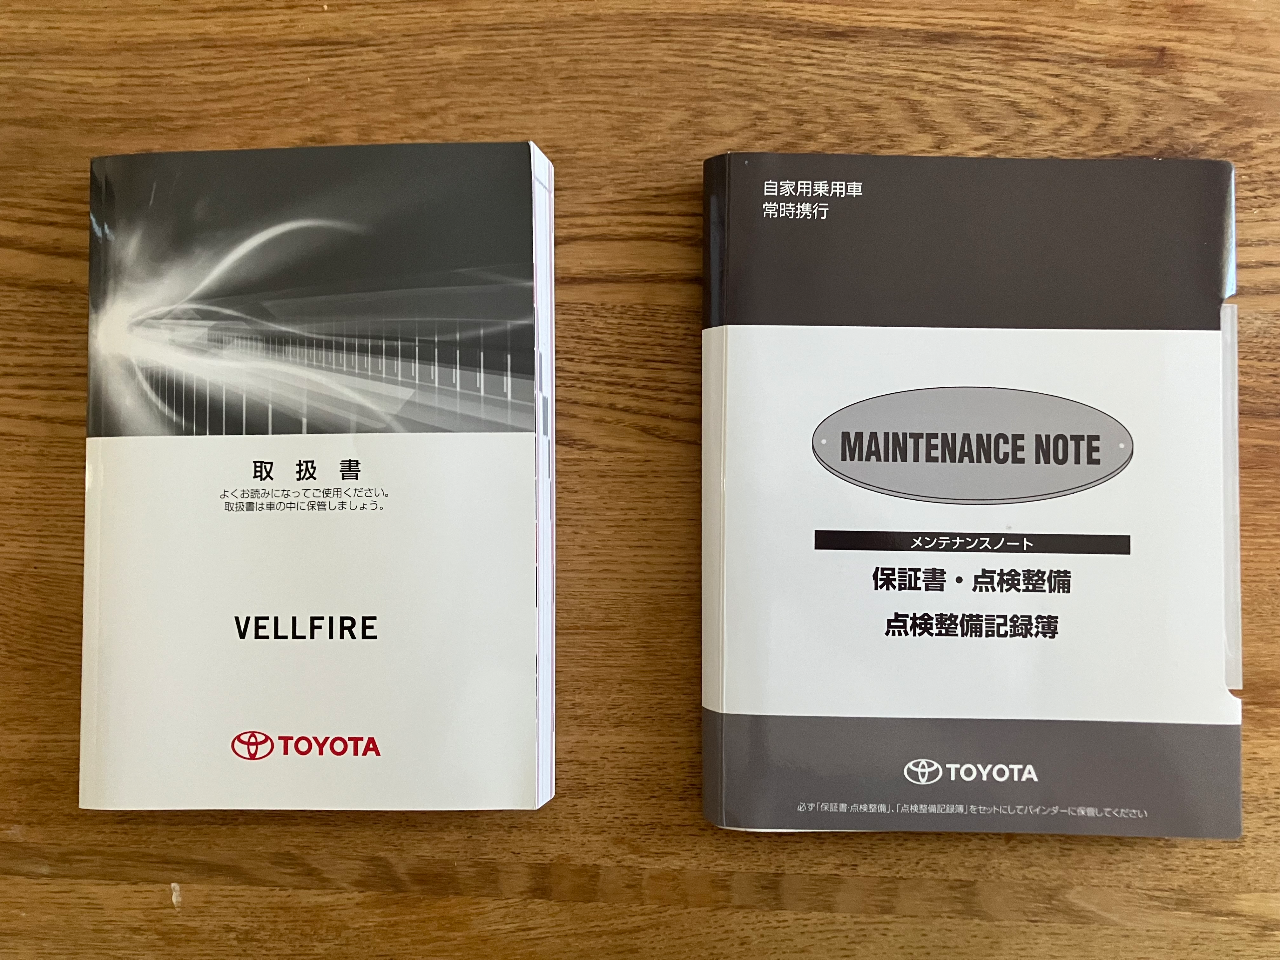 取扱書
よくお読みになってご使用ください。
取扱書は車の中に保管しましょう。
VELLFIRE
TOYOTA
自家用乗用車
常時携行
MAINTENANCE NOTE
メンテナンスノート
保証書・点検整備
点検整備記録簿
TOYOTA
必ず「保証書・点検整備」、「点検整備記録簿」をセットにしてバインダーに保管してください